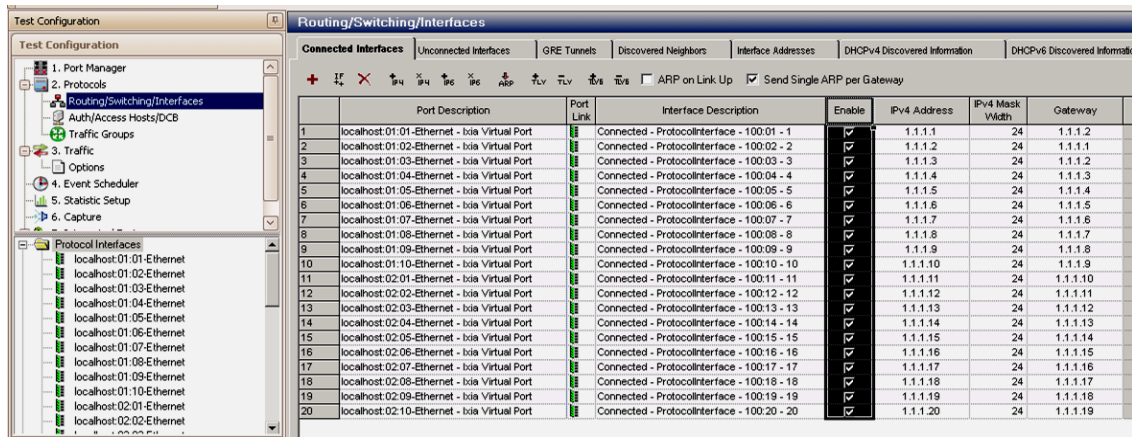 Test Configuration
Test Configuration
1. Port Manager
2. Protocols
Routing/Switching/Interfaces
Auth/Access Hosts/DCB
Traffic Groups
3. Traffic
Options
4. Event Scheduler
5. Statistic Setup
6. Capture
Protocol Interfaces
localhost:01:01-Ethernet
localhost:01:02-Ethernet
localhost:01:03-Ethernet
localhost:01:04-Ethernet
localhost:01:05-Ethernet
localhost:01:06-Ethernet
localhost:01:07-Ethernet
localhost:01:08-Ethernet
localhost:01:09-Ethernet
localhost:01:10-Ethernet
localhost:02:01-Ethernet
localhost:02:02-Ethernet
Routing/Switching/Interfaces
Connected Interfaces Unconnected Interfaces GRE Tunnels Discovered Neighbors Interface Addresses DHCPv4 Discovered Information DHCPv6 Discovered Informatio
IP4 IP4 IP6 IP6 ARP TLV TLV TLV6 TLV6 ARP on Link Up Send Single ARP per Gateway
Port Description Port Link Interface Description Enable IPv4 Address IPv4 Mask Width Gateway
1 localhost:01:01-Ethernet - Ixia Virtual Port Connected - ProtocolInterface - 100:01 - 1 1.1.1.1 24 1.1.1.2
2 localhost:01:02-Ethernet - Ixia Virtual Port Connected - ProtocolInterface - 100:02 - 2 1.1.1.2 24 1.1.1.1
3 localhost:01:03-Ethernet - Ixia Virtual Port Connected - ProtocolInterface - 100:03 - 3 1.1.1.3 24 1.1.1.2
4 localhost:01:04-Ethernet - Ixia Virtual Port Connected - ProtocolInterface - 100:04 - 4 1.1.1.4 24 1.1.1.3
5 localhost:01:05-Ethernet - Ixia Virtual Port Connected - ProtocolInterface - 100:05 - 5 1.1.1.5 24 1.1.1.4
6 localhost:01:06-Ethernet - Ixia Virtual Port Connected - ProtocolInterface - 100:06 - 6 1.1.1.6 24 1.1.1.5
7 localhost:01:07-Ethernet - Ixia Virtual Port Connected - ProtocolInterface - 100:07 - 7 1.1.1.7 24 1.1.1.6
8 localhost:01:08-Ethernet - Ixia Virtual Port Connected - ProtocolInterface - 100:08 - 8 1.1.1.8 24 1.1.1.7
9 localhost:01:09-Ethernet - Ixia Virtual Port Connected - ProtocolInterface - 100:09 - 9 1.1.1.9 24 1.1.1.8
10 localhost:01:10-Ethernet - Ixia Virtual Port Connected - ProtocolInterface - 100:10 - 10 1.1.1.10 24 1.1.1.9
11 localhost:02:01-Ethernet - Ixia Virtual Port Connected - ProtocolInterface - 100:11 - 11 1.1.1.11 24 1.1.1.10
12 localhost:02:02-Ethernet - Ixia Virtual Port Connected - ProtocolInterface - 100:12 - 12 1.1.1.12 24 1.1.1.11
13 localhost:02:03-Ethernet - Ixia Virtual Port Connected - ProtocolInterface - 100:13 - 13 1.1.1.13 24 1.1.1.12
14 localhost:02:04-Ethernet - Ixia Virtual Port Connected - ProtocolInterface - 100:14 - 14 1.1.1.14 24 1.1.1.13
15 localhost:02:05-Ethernet - Ixia Virtual Port Connected - ProtocolInterface - 100:15 - 15 1.1.1.15 24 1.1.1.14
16 localhost:02:06-Ethernet - Ixia Virtual Port Connected - ProtocolInterface - 100:16 - 16 1.1.1.16 24 1.1.1.15
17 localhost:02:07-Ethernet - Ixia Virtual Port Connected - ProtocolInterface - 100:17 - 17 1.1.1.17 24 1.1.1.16
18 localhost:02:08-Ethernet - Ixia Virtual Port Connected - ProtocolInterface - 100:18 - 18 1.1.1.18 24 1.1.1.17
19 localhost:02:09-Ethernet - Ixia Virtual Port Connected - ProtocolInterface - 100:19 - 19 1.1.1.19 24 1.1.1.18
20 localhost:02:10-Ethernet - Ixia Virtual Port Connected - ProtocolInterface - 100:20 - 20 1.1.1.20 24 1.1.1.19